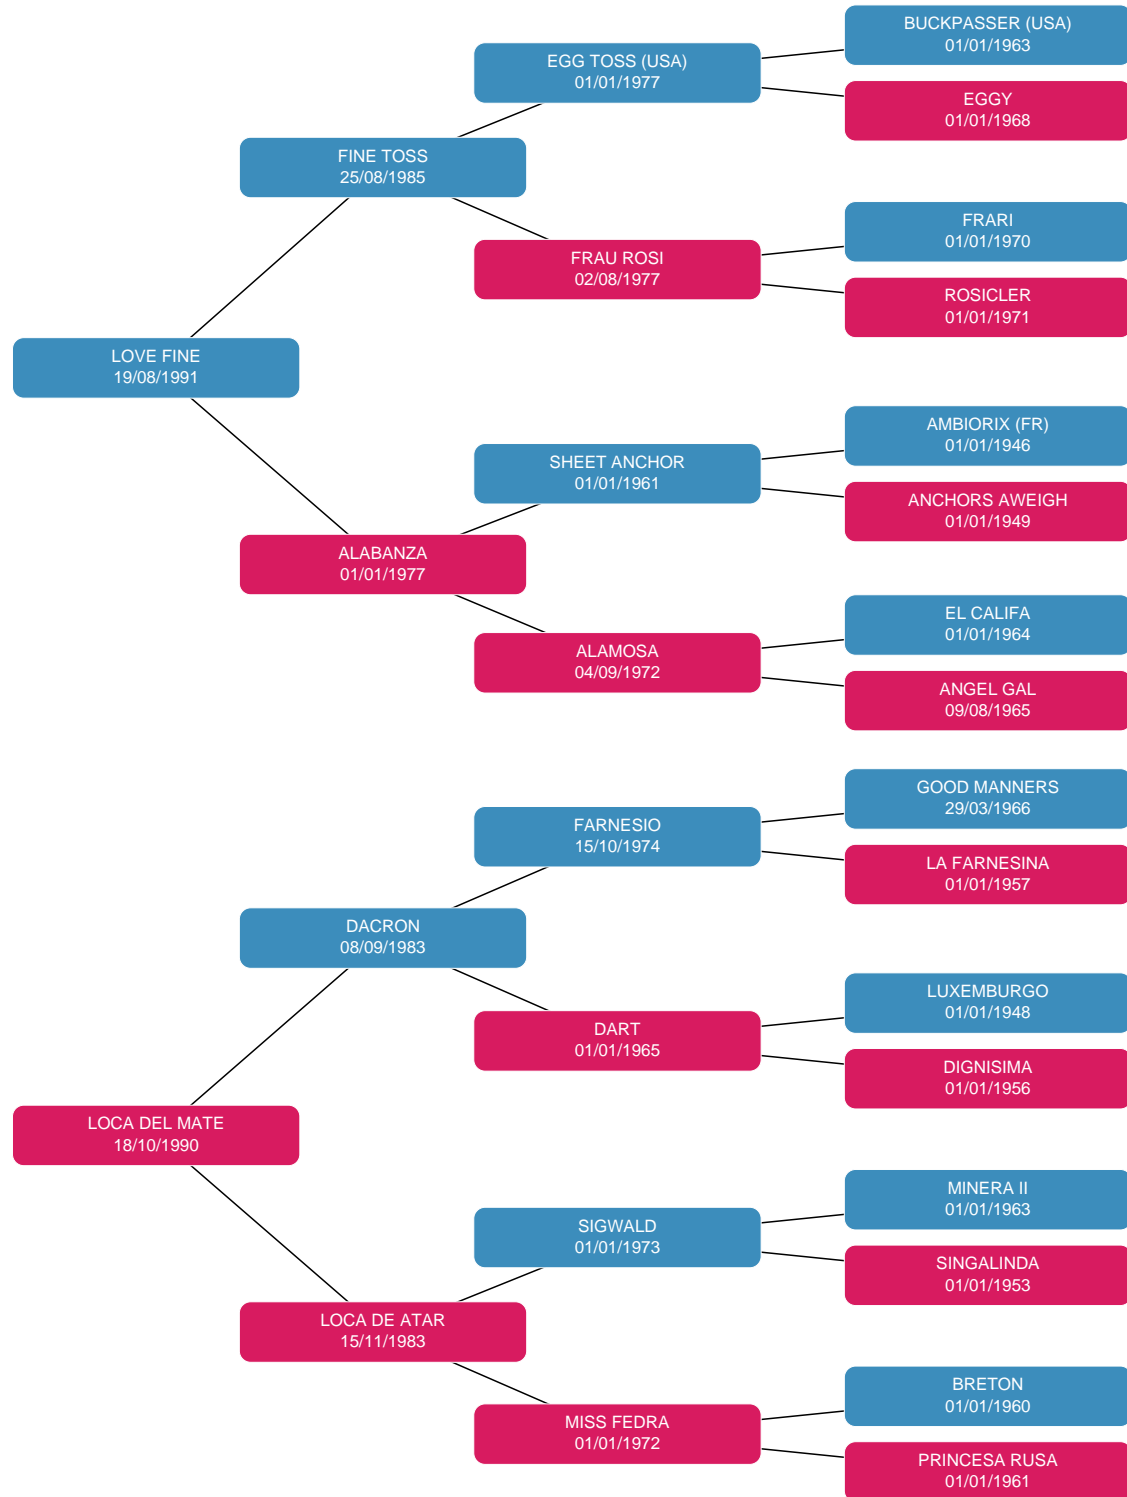 BUCKPASSER (USA)
01/01/1963
EGG TOSS (USA)
01/01/1977
EGGY
01/01/1968
FINE TOSS
25/08/1985
FRARI
01/01/1970
FRAU ROSI
02/08/1977
ROSICLER
01/01/1971
LOVE FINE
19/08/1991
AMBIORIX (FR)
01/01/1946
SHEET ANCHOR
01/01/1961
ANCHORS AWEIGH
01/01/1949
ALABANZA
01/01/1977
EL CALIFA
01/01/1964
ALAMOSA
04/09/1972
ANGEL GAL
09/08/1965
GOOD MANNERS
29/03/1966
FARNESIO
15/10/1974
LA FARNESINA
01/01/1957
DACRON
08/09/1983
LUXEMBURGO
01/01/1948
DART
01/01/1965
DIGNISIMA
01/01/1956
LOCA DEL MATE
18/10/1990
MINERA II
01/01/1963
SIGWALD
01/01/1973
SINGALINDA
01/01/1953
LOCA DE ATAR
15/11/1983
BRETON
01/01/1960
MISS FEDRA
01/01/1972
PRINCESA RUSA
01/01/1961